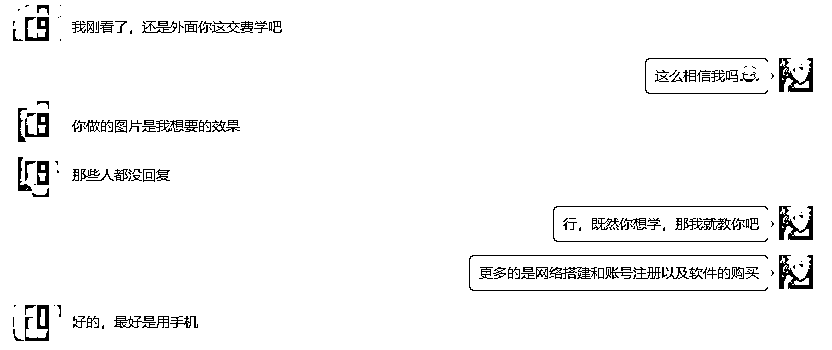 我刚看了，还是外面你这交费学吧
这么相信我吗
你做的图片是我想要的效果
那些人都没回复
行，既然你想学，那我就教你吧
更多的是网络搭建和账号注册以及软件的购买
好的，最好是用手机